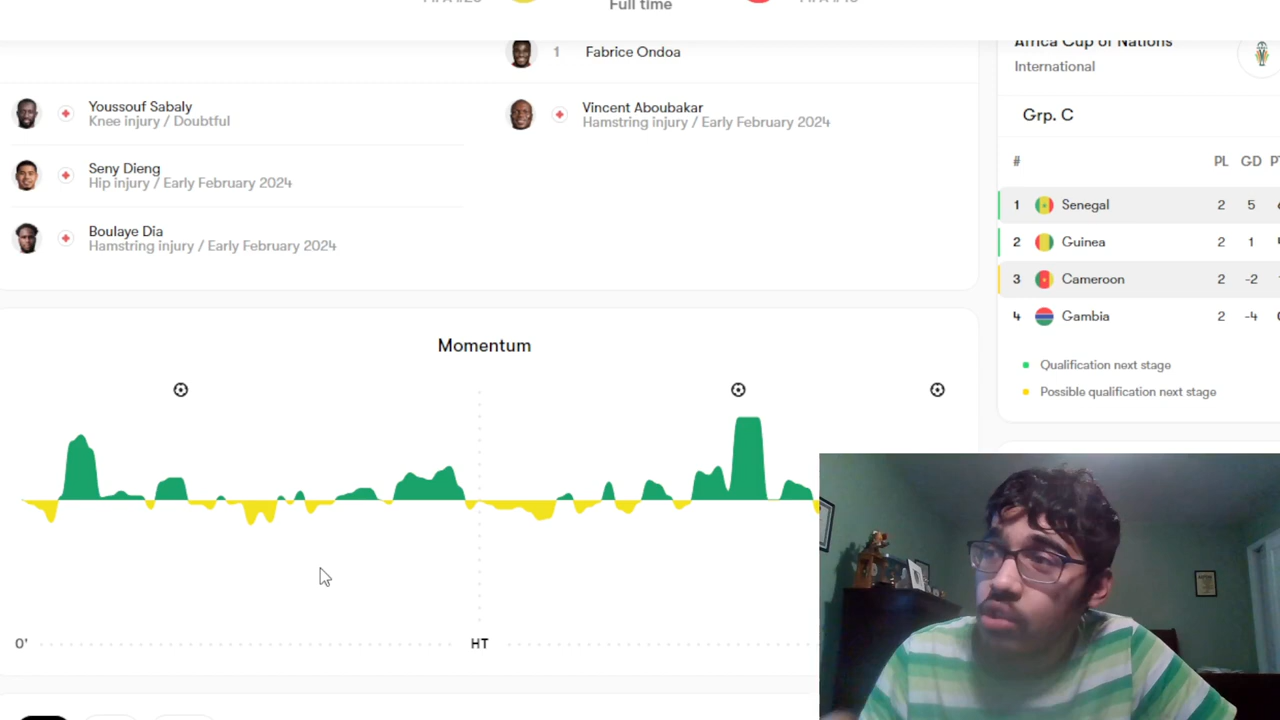 Full time
1 Fabrice Ondoa
Africa Cup of Nations
International
Youssouf Sabaly
Knee injury / Doubtful
Vincent Aboubakar
Hamstring injury / Early February 2024
Grp. C
# PL GD
Seny Dieng
Hip injury / Early February 2024
1 Senegal 2 5
Boulaye Dia
Hamstring injury / Early February 2024
2 Guinea 2 1
3 Cameroon 2 -2
4 Gambia 2 -4
Momentum
Qualification next stage
Possible qualification next stage
0' HT